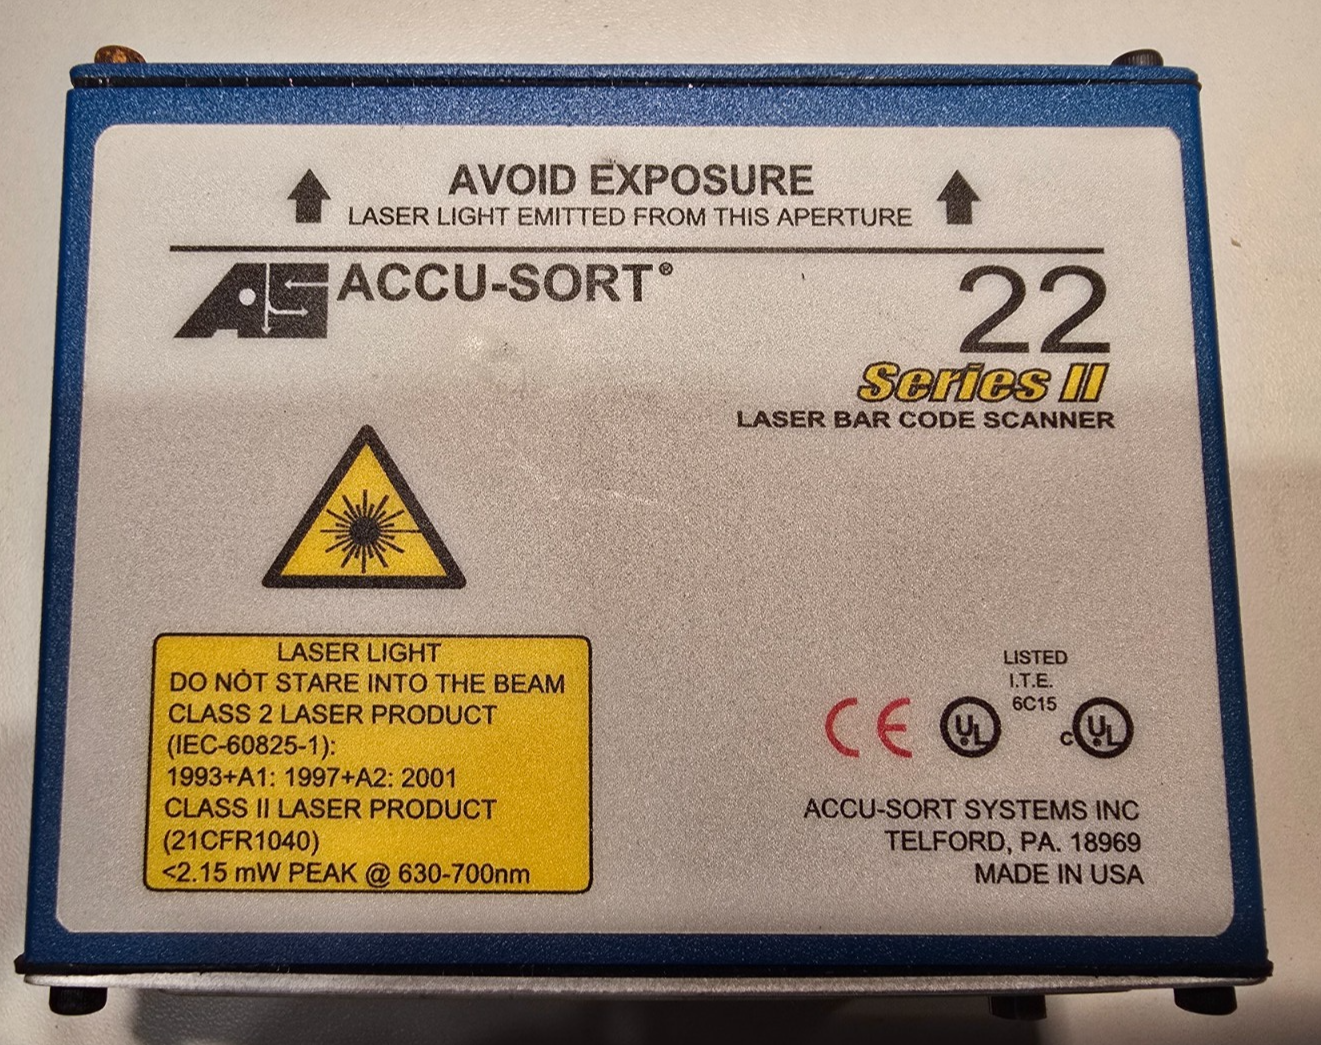 AVOID EXPOSURE
LASER LIGHT EMITTED FROM THIS APERTURE
AS ACCU-SORT®
22
Series II
LASER BAR CODE SCANNER
LASER LIGHT
DO NOT STARE INTO THE BEAM
CLASS 2 LASER PRODUCT
(IEC-60825-1):
1993+A1: 1997+A2: 2001
CLASS II LASER PRODUCT
(21CFR1040)
<2.15 mW PEAK @ 630-700nm
LISTED
I.T.E.
6C15
CE UL c UL
ACCU-SORT SYSTEMS INC
TELFORD, PA. 18969
MADE IN USA